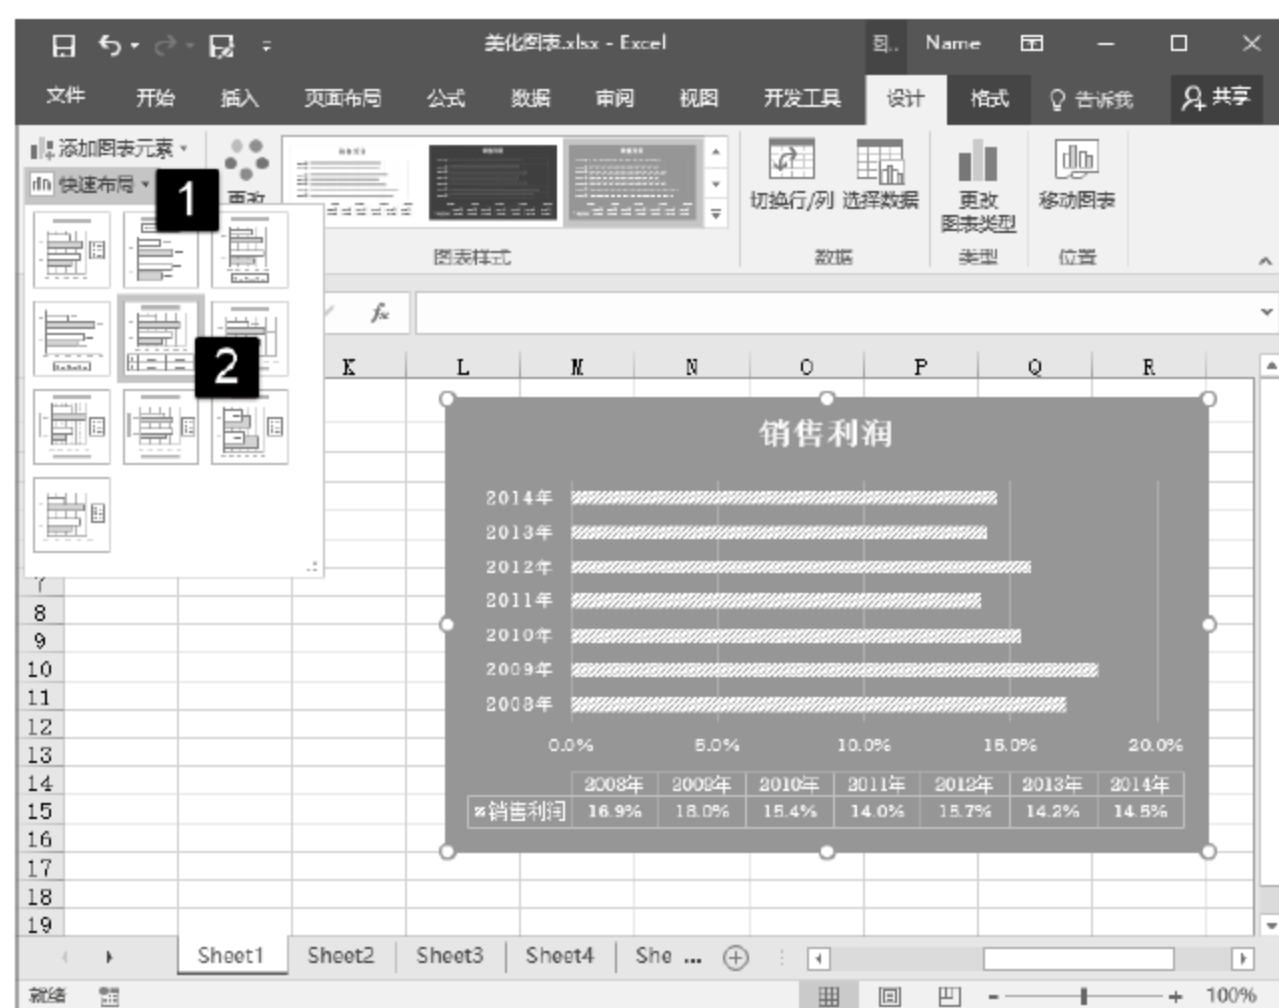 美化图表.xlsx - Excel
图.. Name
文件 开始 插入 页面布局 公式 数据 审阅 视图 开发工具 设计 格式 告诉我 共享
添加图表元素
快速布局
1
更改
切换行/列 选择数据 更改 移动图表
图表类型
图表样式 数据 类型 位置
2
fx
K L M N O P Q R
销售利润
2014年
2013年
2012年
2011年
2010年
2009年
2008年
0.0% 5.0% 10.0% 15.0% 20.0%
2008年 2009年 2010年 2011年 2012年 2013年 2014年
销售利润 16.9% 18.0% 15.4% 14.0% 15.7% 14.2% 14.5%
7
8
9
10
11
12
13
14
15
16
17
18
19
Sheet1 Sheet2 Sheet3 Sheet4 She ...
就绪 100%